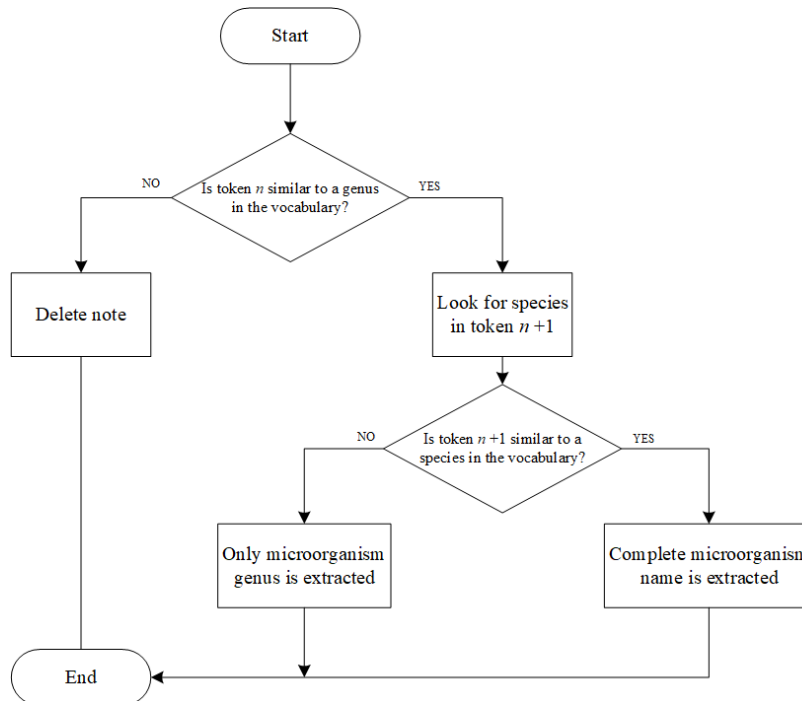 Start
Is token n similar to a genus
in the vocabulary?
NO
YES
Delete note
Look for species
in token n +1
Is token n +1 similar to a
species in the vocabulary?
NO
YES
Only microorganism
genus is extracted
Complete microorganism
name is extracted
End